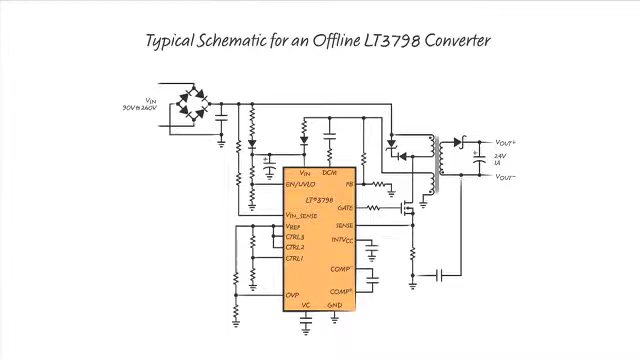 Typical Schematic for an Offline LT3798 Converter
VIN
90V to 260V
VIN
DCM
EN/UVLO
FB
LT®3798
GATE
VIN_SENSE
VREF
SENSE
CTRL3
CTRL2
INTVCC
CTRL1
COMP-
OVP
COMP+
VC
GND
VOUT+
24V
1A
VOUT-